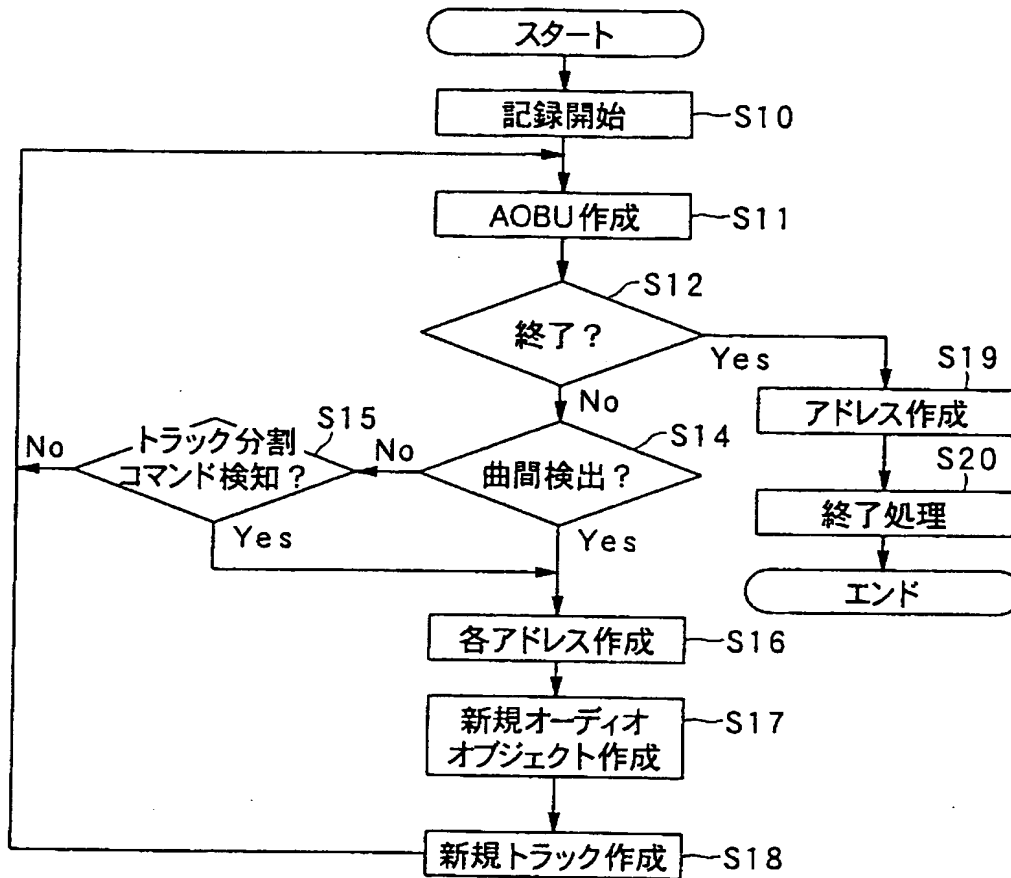 スタート
記録開始
S10
AOBU作成
S11
S12
終了?
Yes
No
S19
アドレス作成
S20
終了処理
エンド
S14
曲間検出?
No
Yes
S15
トラック分割
コマンド検知?
No
Yes
各アドレス作成
S16
新規オーディオ
オブジェクト作成
S17
新規トラック作成
S18